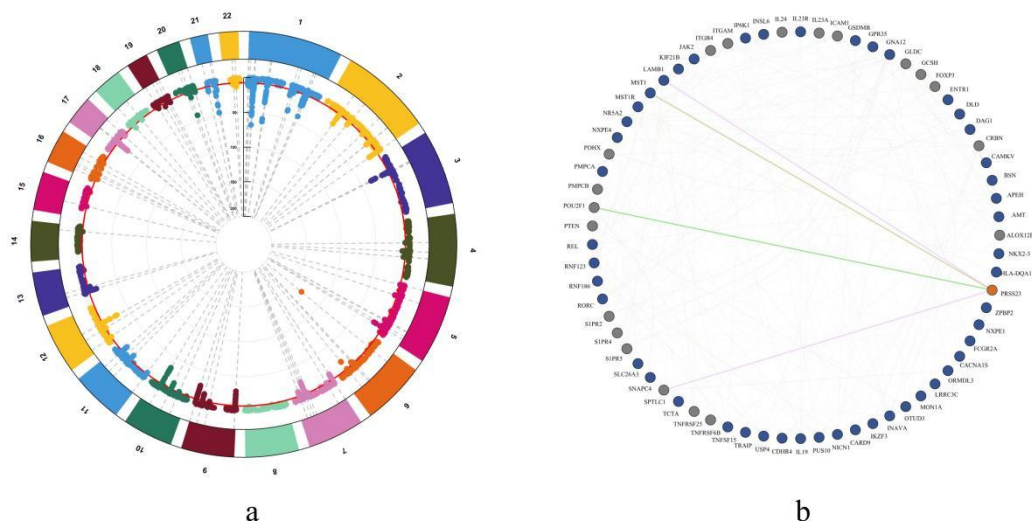 1
2
3
4
5
6
7
8
9
10
11
12
13
14
15
16
17
18
19
20
21
22
a
IL23R
IL23A
ICAM1
GSDMB
GPR35
GNA12
GLDC
GCSH
FOXP3
ENTR1
DLD
DAG1
CRBN
CAMKV
BSN
APEH
AMT
ALOX12B
NKX2-3
HLA-DQA1
PRSS23
ZPBP2
NXPE1
FCGR2A
CACNA1S
ORMDL3
LRRC3C
MON1A
OTUD3
INAVA
IKZF3
CARD9
NICN1
PUS10
IL19
CDHR4
USP4
TRAIP
TNFSF15
TNFRSF6B
TNFRSF25
TCTA
SPTLC1
SNAPC4
SLC26A3
S1PR5
S1PR4
S1PR2
RORC
RNF186
RNF123
REL
PTEN
POU2F1
PMPCB
PMPCA
PDHX
NXPE4
NR5A2
MST1R
MST1
LAMB1
KIF21B
JAK2
ITGB4
ITGAM
IP6K1
INSL6
IL24
b